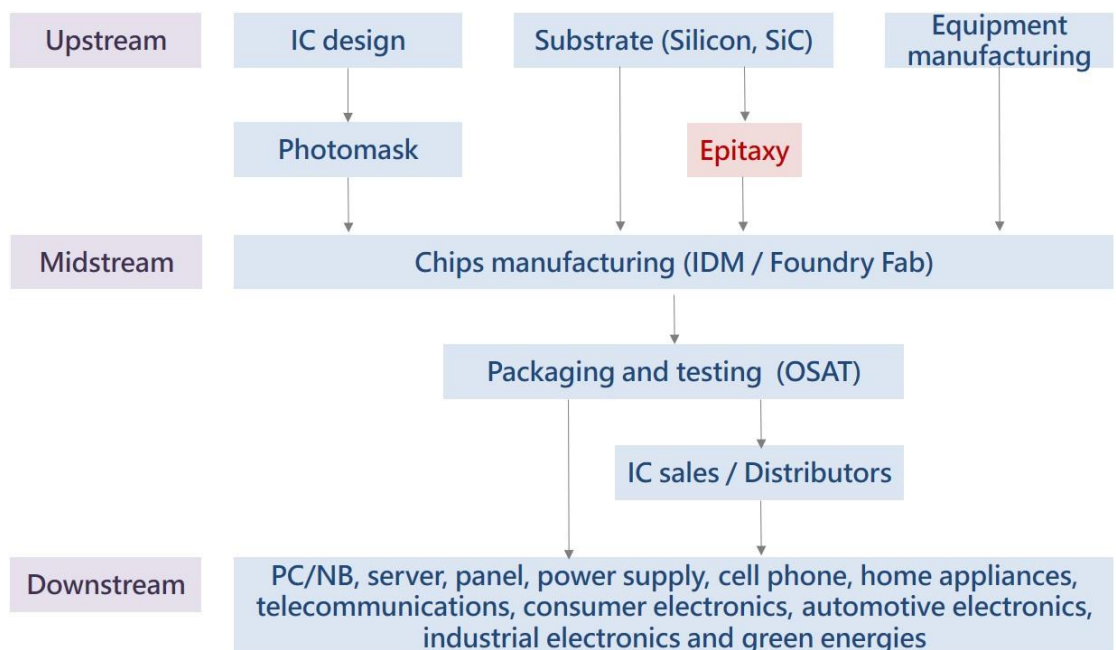 Upstream
IC design
Substrate (Silicon, SiC)
Equipment
manufacturing
Photomask
Epitaxy
Midstream
Chips manufacturing (IDM / Foundry Fab)
Packaging and testing (OSAT)
IC sales / Distributors
Downstream
PC/NB, server, panel, power supply, cell phone, home appliances,
telecommunications, consumer electronics, automotive electronics,
industrial electronics and green energies